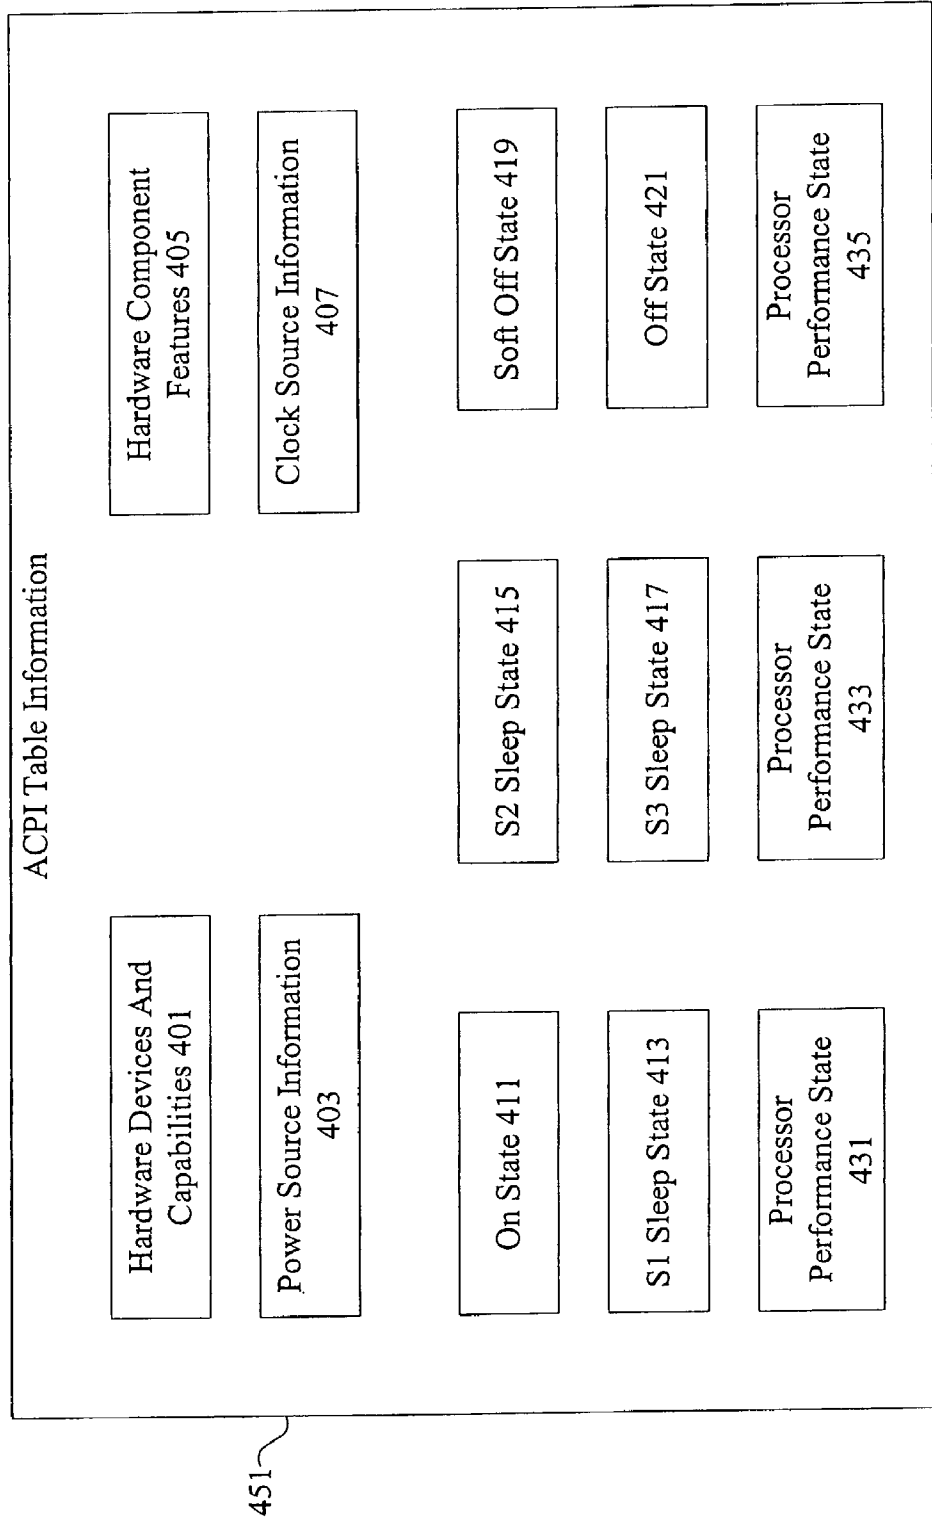 ACPI Table Information
Hardware Devices And
Capabilities 401
Hardware Component
Features 405
Power Source Information
403
Clock Source Information
407
On State 411
S2 Sleep State 415
Soft Off State 419
S1 Sleep State 413
S3 Sleep State 417
Off State 421
Processor
Performance State
431
Processor
Performance State
433
Processor
Performance State
435
451